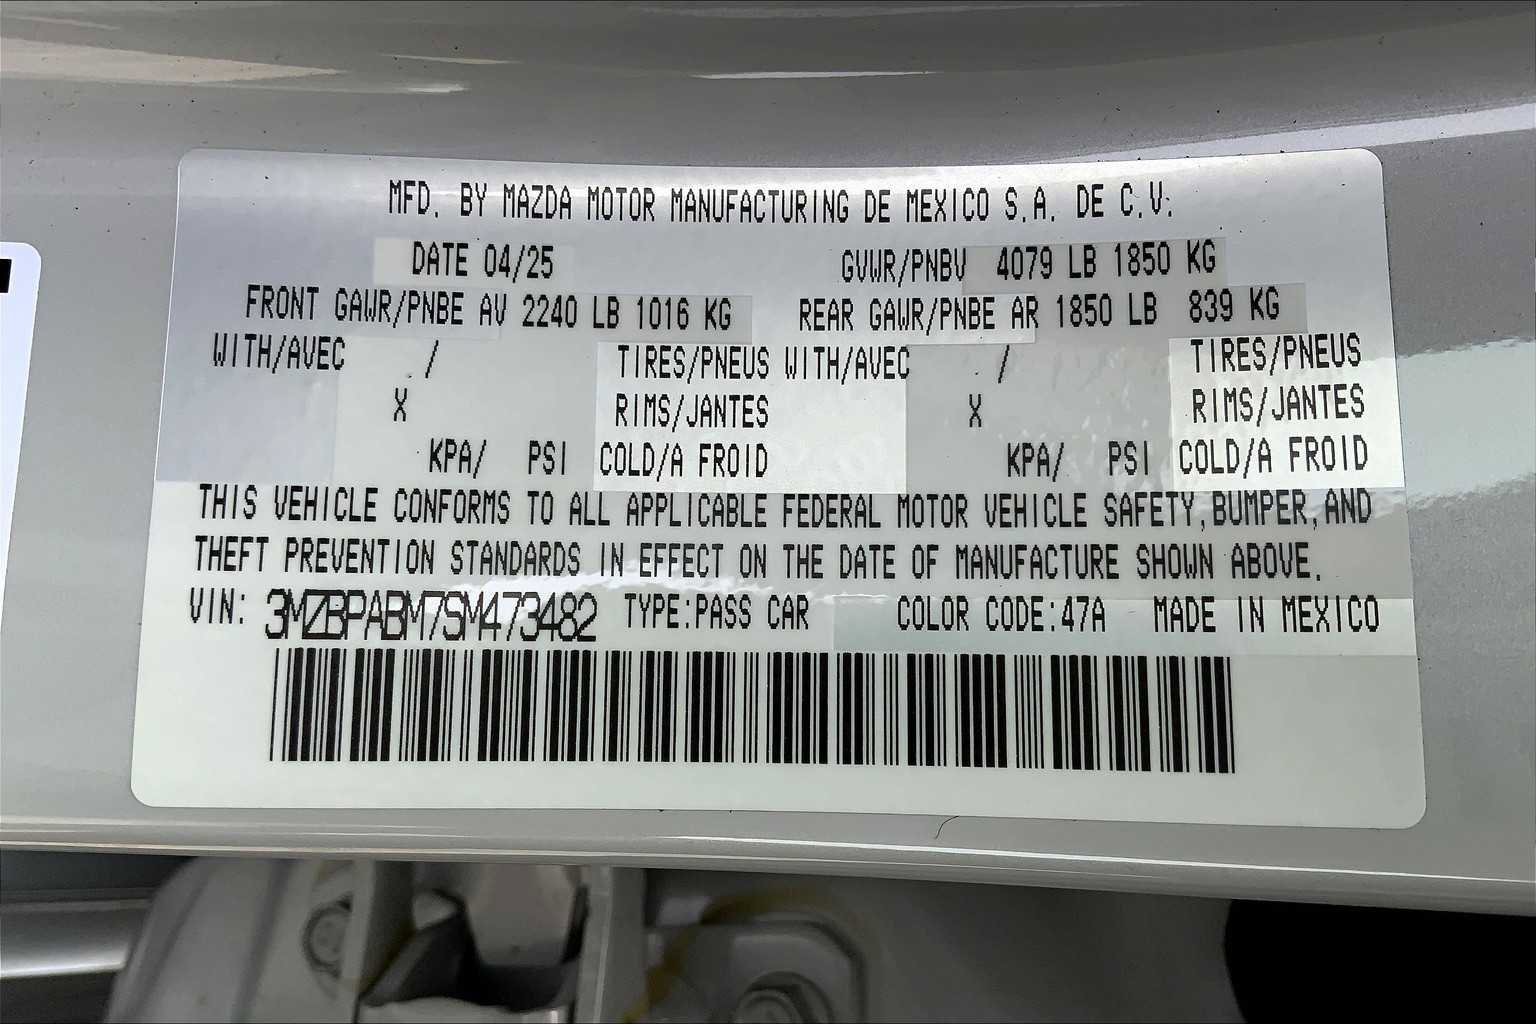 MFD. BY MAZDA MOTOR MANUFACTURING DE MEXICO S.A. DE C.V.
DATE 04/25 GVWR/PNBV 4079 LB 1850 KG
FRONT GAWR/PNBE AV 2240 LB 1016 KG REAR GAWR/PNBE AR 1850 LB 839 KG
WITH/AVEC / TIRES/PNEUS WITH/AVEC / TIRES/PNEUS
X RIMS/JANTES X RIMS/JANTES
KPA/ PSI COLD/A FROID KPA/ PSI COLD/A FROID
THIS VEHICLE CONFORMS TO ALL APPLICABLE FEDERAL MOTOR VEHICLE SAFETY,BUMPER,AND
THEFT PREVENTION STANDARDS IN EFFECT ON THE DATE OF MANUFACTURE SHOWN ABOVE.
VIN: 3MZBPABM7SM473482 TYPE:PASS CAR COLOR CODE:47A MADE IN MEXICO